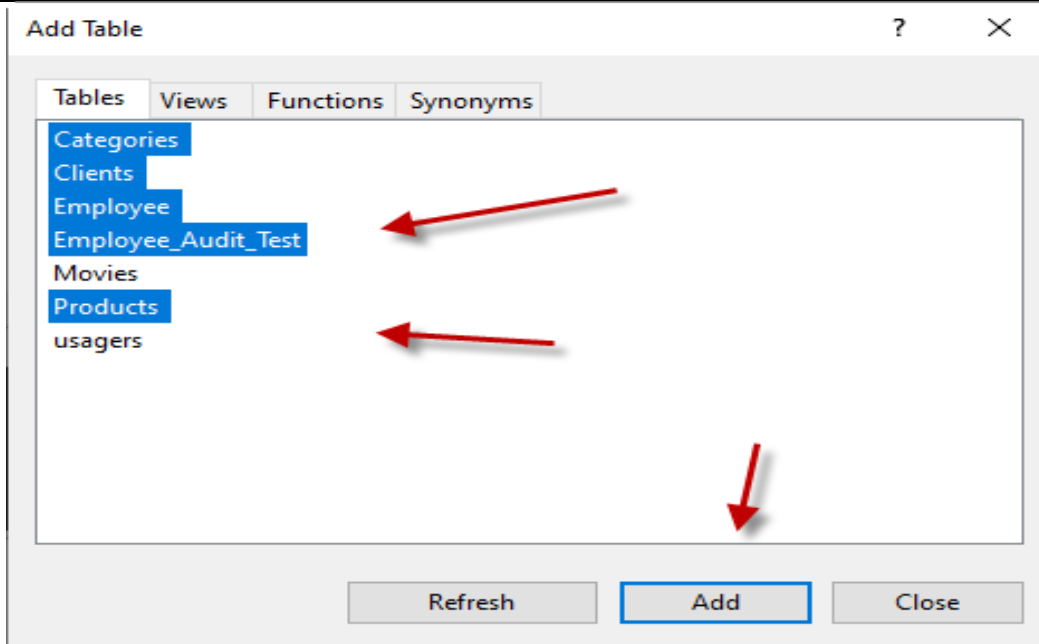 Add Table
?
Tables Views Functions Synonyms
Categories
Clients
Employee
Employee_Audit_Test
Movies
Products
usagers
Refresh Add Close